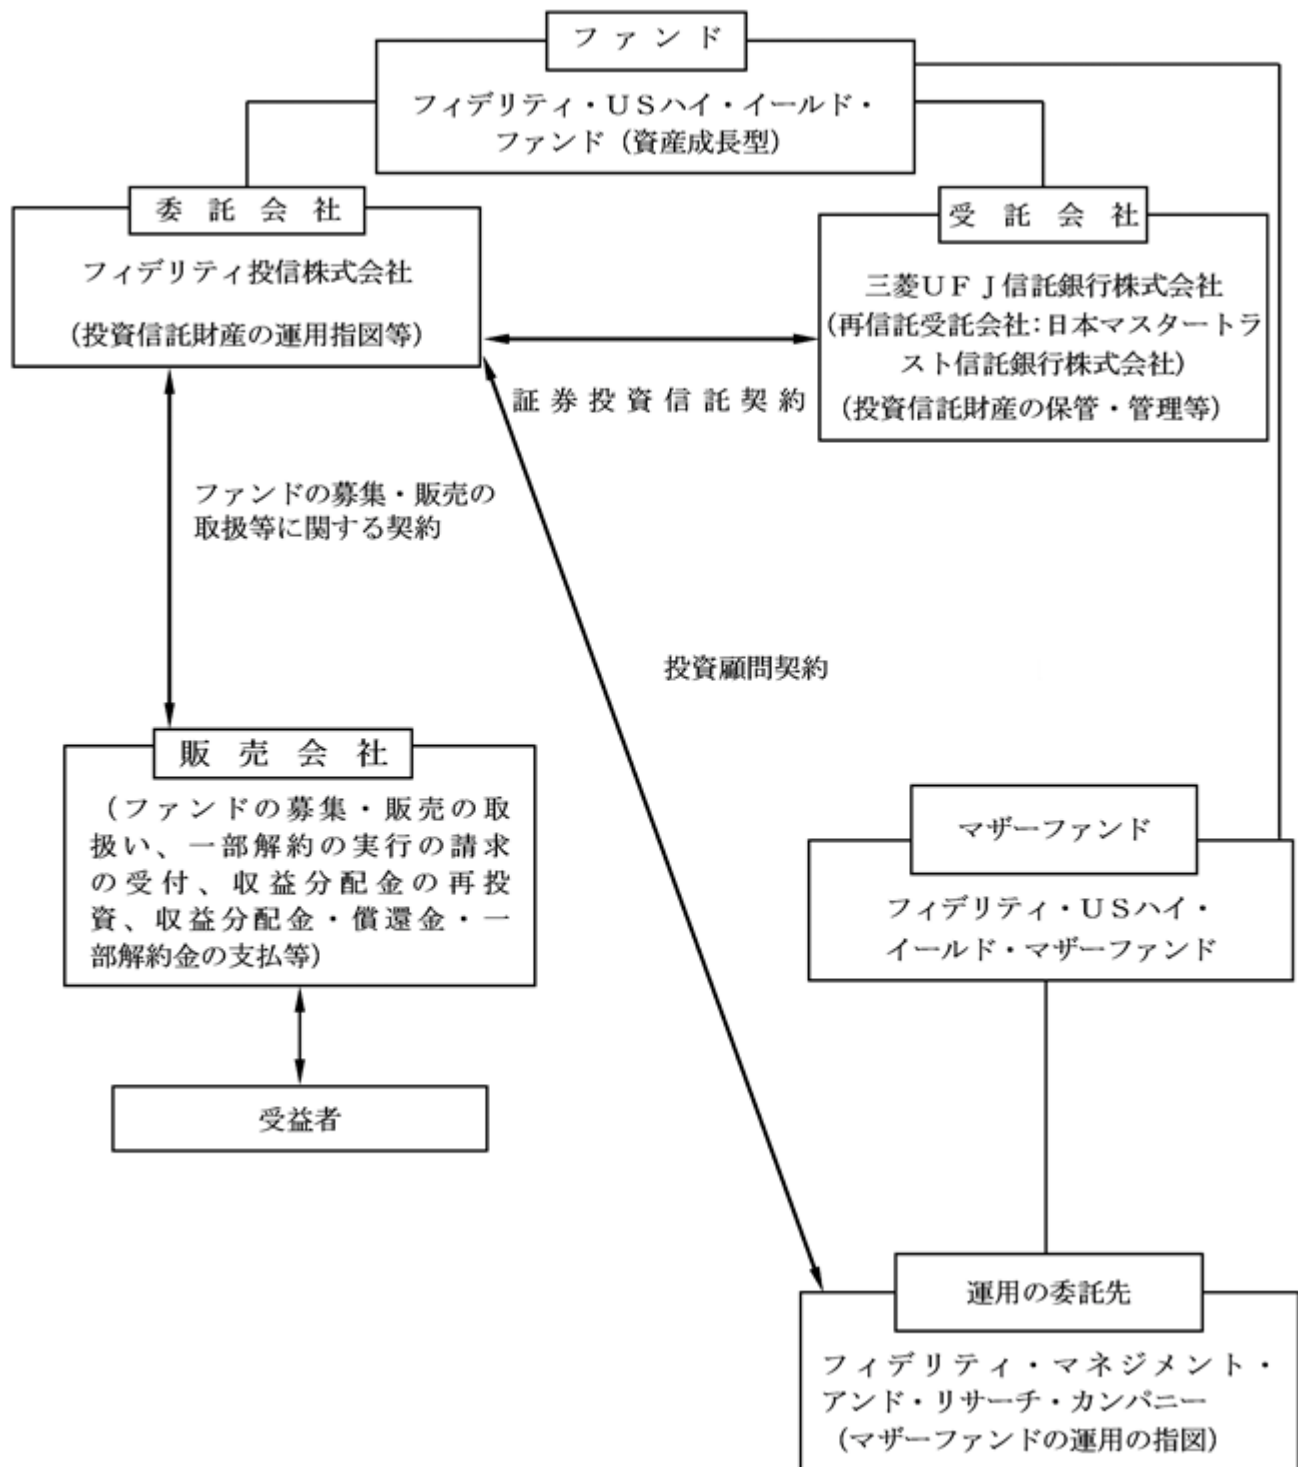 ファンド
フィデリティ・ＵＳハイ・イールド・
ファンド（資産成長型）
委託会社
フィデリティ投信株式会社
（投資信託財産の運用指図等）
受託会社
三菱ＵＦＪ信託銀行株式会社
（再信託受託会社：日本マスタートラ
スト信託銀行株式会社）
（投資信託財産の保管・管理等）
証券投資信託契約
ファンドの募集・販売の
取扱等に関する契約
投資顧問契約
販売会社
（ファンドの募集・販売の取
扱い、一部解約の実行の請求
の受付、収益分配金の再投
資、収益分配金・償還金・一
部解約金の支払等）
マザーファンド
フィデリティ・ＵＳハイ・
イールド・マザーファンド
受益者
運用の委託先
フィデリティ・マネジメント・
アンド・リサーチ・カンパニー
（マザーファンドの運用の指図）